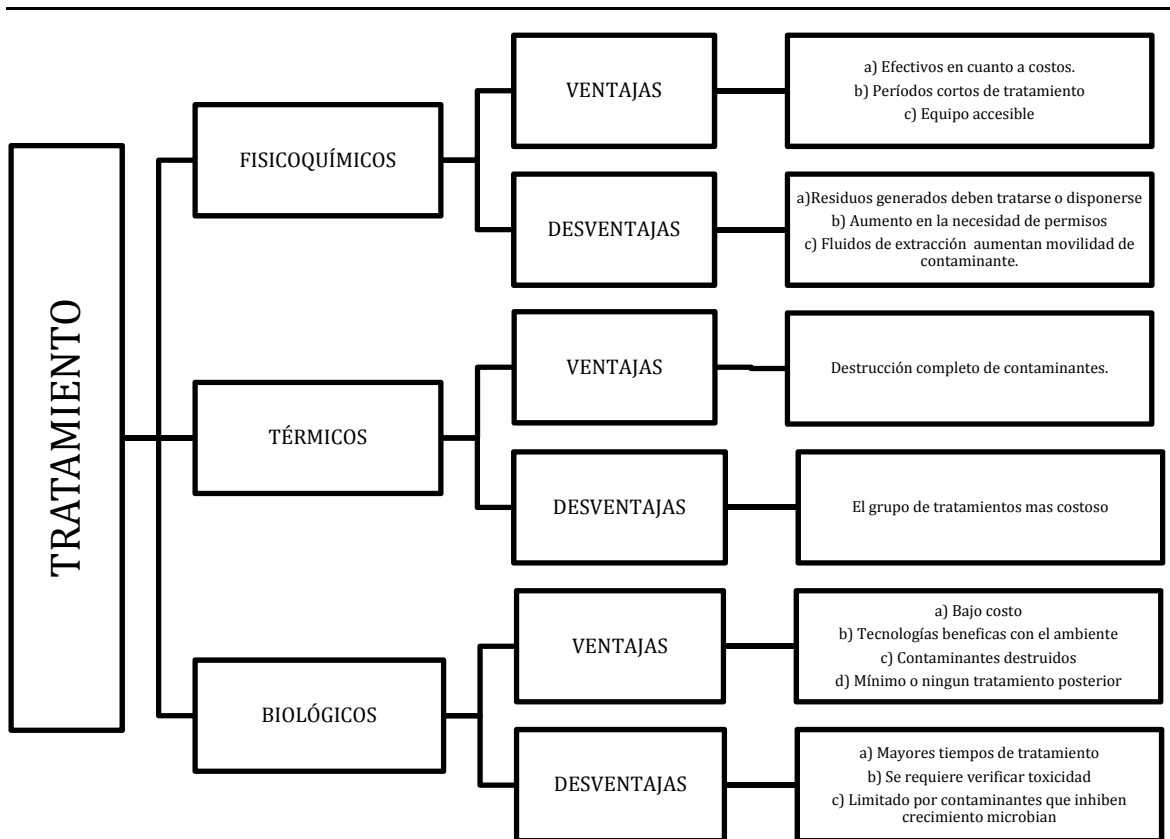 TRATAMIENTO
FISICOQUÍMICOS
VENTAJAS
a) Efectivos en cuanto a costos.
b) Períodos cortos de tratamiento
c) Equipo accesible
DESVENTAJAS
a)Residuos generados deben tratarse o disponerse
b) Aumento en la necesidad de permisos
c) Fluidos de extracción aumentan movilidad de
contaminante.
TÉRMICOS
VENTAJAS
Destrucción completo de contaminantes.
DESVENTAJAS
El grupo de tratamientos mas costoso
BIOLÓGICOS
VENTAJAS
a) Bajo costo
b) Tecnologías beneficas con el ambiente
c) Contaminantes destruidos
d) Mínimo o ningun tratamiento posterior
DESVENTAJAS
a) Mayores tiempos de tratamiento
b) Se requiere verificar toxicidad
c) Limitado por contaminantes que inhiben
crecimiento microbian